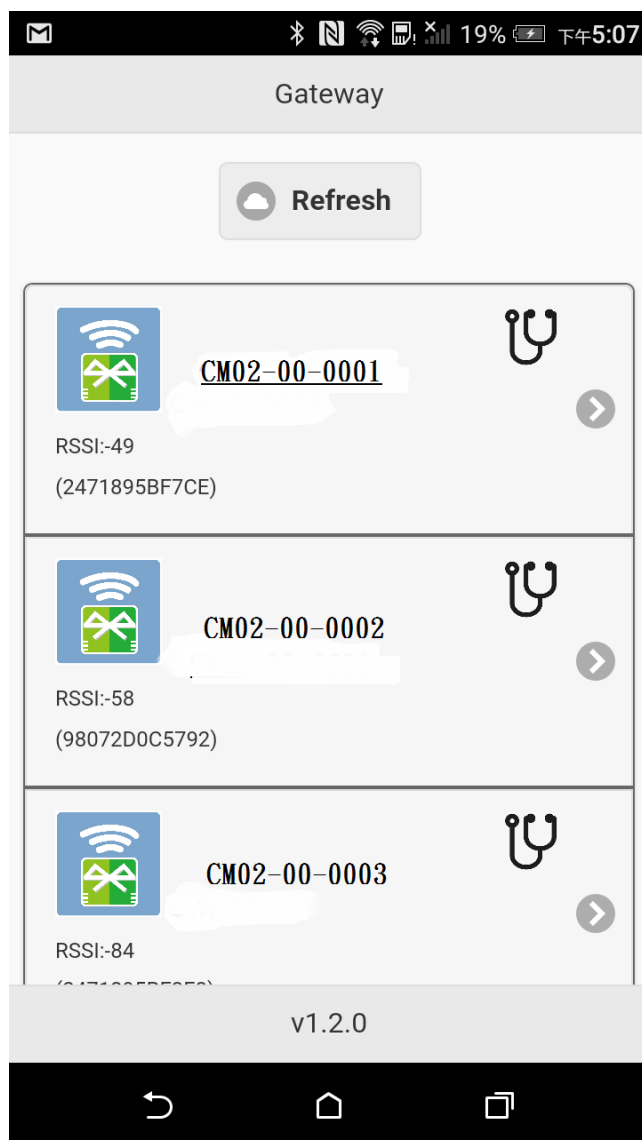 19% 下午5:07
Gateway
Refresh
CM02-00-0001
RSSI:-49
(2471895BF7CE)
CM02-00-0002
RSSI:-58
(98072D0C5792)
CM02-00-0003
RSSI:-84
v1.2.0